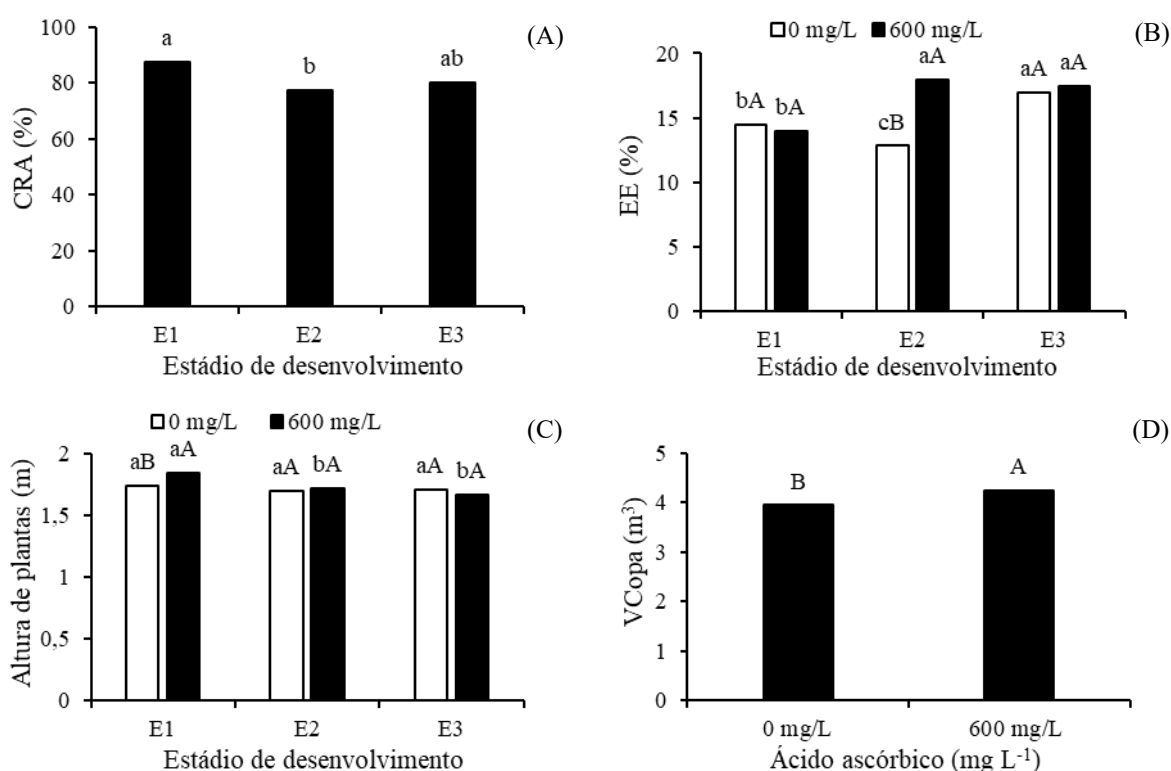 (A)
100
80
60
40
20
0
CRA (%)
a
b
ab
E1 E2 E3
Estádio de desenvolvimento
(B)
0 mg/L 600 mg/L
20
15
10
5
0
EE (%)
bA bA cB aA aA aA
E1 E2 E3
Estádio de desenvolvimento
(C)
0 mg/L 600 mg/L
2
1,5
1
0,5
0
Altura de plantas (m)
aB aA aA bA aA bA
E1 E2 E3
Estádio de desenvolvimento
(D)
5
4
3
2
1
0
VCopa (m³)
B A
0 mg/L 600 mg/L
Ácido ascórbico (mg L⁻¹)